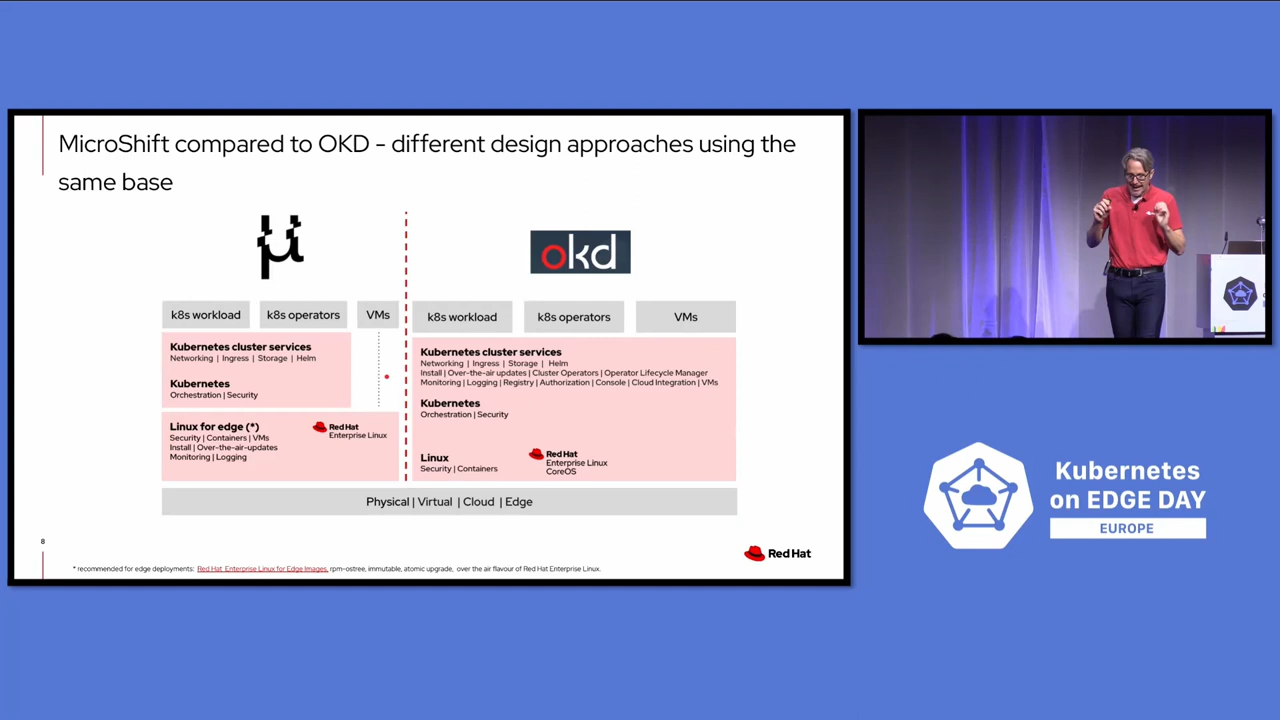 MicroShift compared to OKD - different design approaches using the
same base
µ
okd
k8s workload
k8s operators
VMs
Kubernetes cluster services
Networking | Ingress | Storage | Helm
Kubernetes
Orchestration | Security
Linux for edge (*)
Security | Containers | VMs
Install | Over-the-air-updates
Monitoring | Logging
Red Hat
Enterprise Linux
k8s workload
k8s operators
VMs
Kubernetes cluster services
Networking | Ingress | Storage | Helm
Install | Over-the-air updates | Cluster Operators | Operator Lifecycle Manager
Monitoring | Logging | Registry | Authorization | Console | Cloud Integration | VMs
Kubernetes
Orchestration | Security
Linux
Security | Containers
Red Hat
Enterprise Linux
CoreOS
Physical | Virtual | Cloud | Edge
8
Red Hat
* recommended for edge deployments: Red Hat Enterprise Linux for Edge Images, rpm-ostree, immutable, atomic upgrade, over the air flavour of Red Hat Enterprise Linux.
Kubernetes
on EDGE DAY
EUROPE